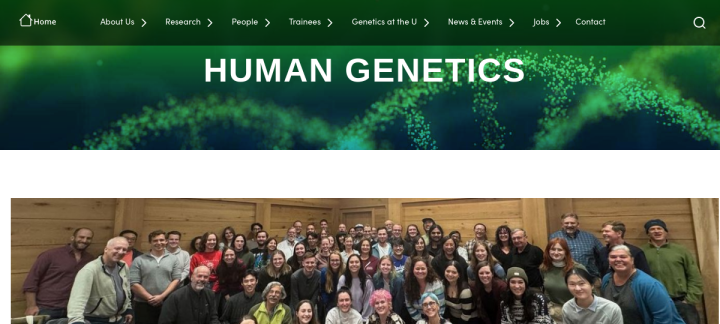 Home About Us Research People Trainees Genetics at the U News & Events Jobs Contact
HUMAN GENETICS